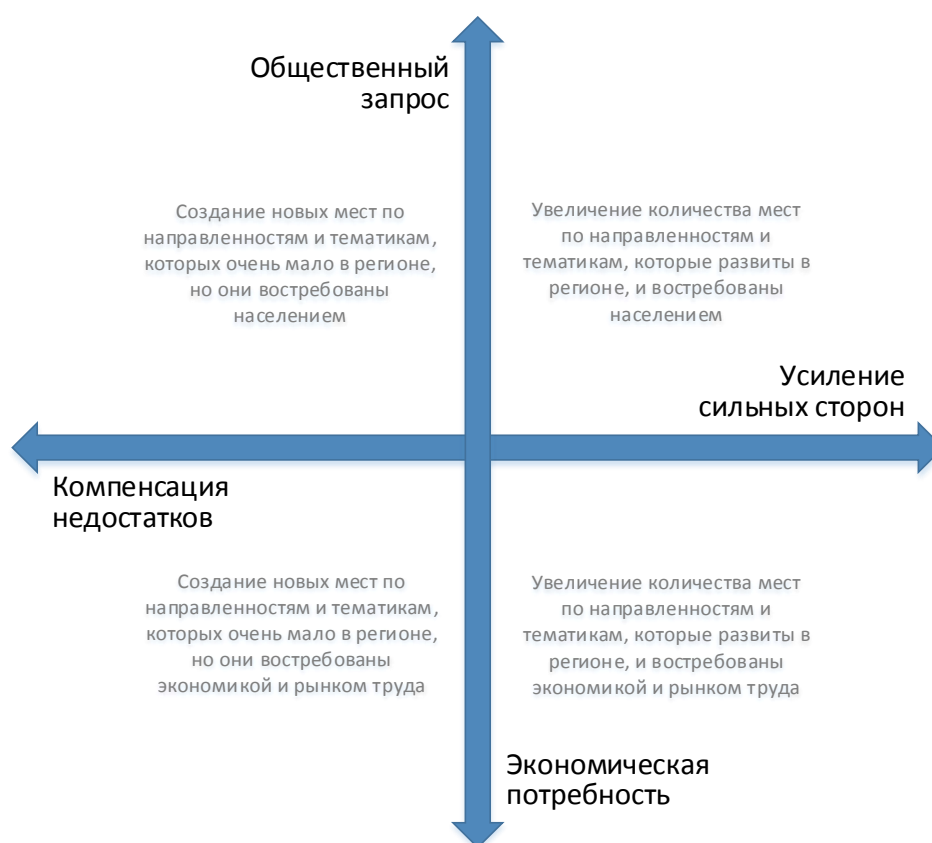 Общественный
запрос
Создание новых мест по
направленностям и тематикам,
которых очень мало в регионе,
но они востребованы
населением
Увеличение количества мест
по направленностям и
тематикам, которые развиты в
регионе, и востребованы
населением
Усиление
сильных сторон
Компенсация
недостатков
Создание новых мест по
направленностям и тематикам,
которых очень мало в регионе,
но они востребованы
экономикой и рынком труда
Увеличение количества мест
по направленностям и
тематикам, которые развиты в
регионе, и востребованы
экономикой и рынком труда
Экономическая
потребность